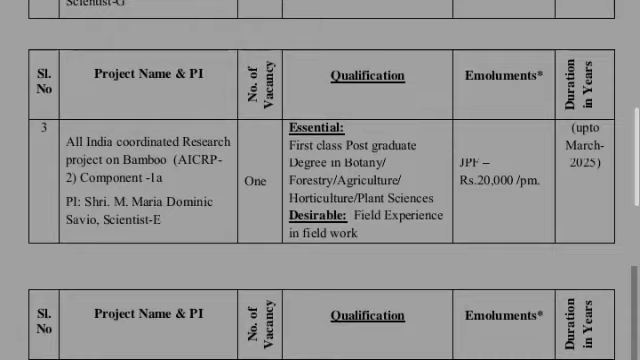 Scientist-G
Sl.
No
Project Name & PI
No. of
Vacancy
Qualification
Emoluments*
Duration
in Years
3
All India coordinated Research
project on Bamboo (AICRP-
2) Component -1a
PI: Shri. M. Maria Dominic
Savio, Scientist-E
One
Essential:
First class Post graduate
Degree in Botany/
Forestry/Agriculture/
Horticulture/Plant Sciences
Desirable: Field Experience
in field work
JPF –
Rs.20,000 /pm.
(upto
March-
2025)
Sl.
No
Project Name & PI
No. of
Vacancy
Qualification
Emoluments*
Duration
in Years